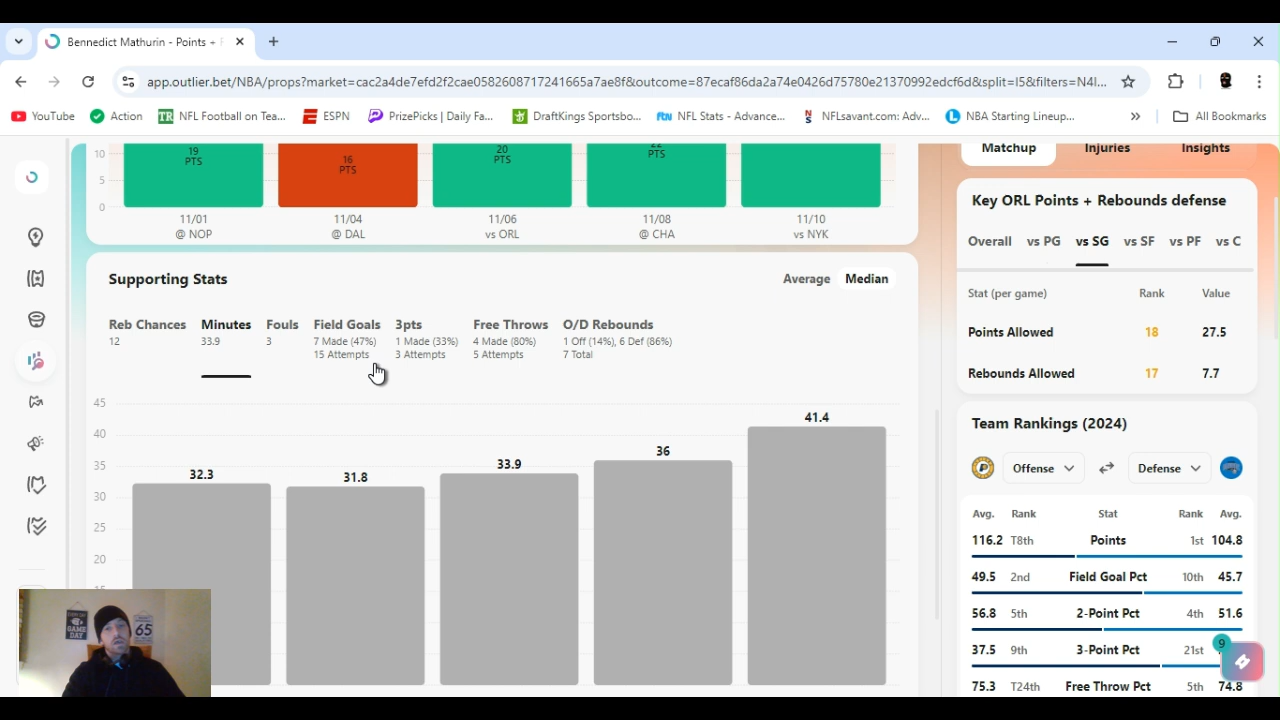 Bennedict Mathurin - Points + R
app.outlier.bet/NBA/props?market=cac2a4de7efd2f2cae0582608717241665a7ae8f&outcome=87ecaf86da2a74e0426d75780e21370992edcf6d&split=l5&filters=N4I...
YouTube Action NFL Football on Tea... ESPN PrizePicks | Daily Fa... DraftKings Sportsbo... NFL Stats - Advance... NFLsavant.com: Adv... NBA Starting Lineup... » All Bookmarks
10
5
0
19
PTS
16
PTS
20
PTS
22
PTS
11/01
@ NOP
11/04
@ DAL
11/06
vs ORL
11/08
@ CHA
11/10
vs NYK
Supporting Stats
Average Median
Reb Chances
12
Minutes
33.9
Fouls
3
Field Goals
7 Made (47%)
15 Attempts
3pts
1 Made (33%)
3 Attempts
Free Throws
4 Made (80%)
5 Attempts
O/D Rebounds
1 Off (14%), 6 Def (86%)
7 Total
45
40
35
30
25
20
15
32.3
31.8
33.9
36
41.4
GAME
DAY
65
Matchup Injuries Insights
Key ORL Points + Rebounds defense
Overall vs PG vs SG vs SF vs PF vs C
Stat (per game) Rank Value
Points Allowed 18 27.5
Rebounds Allowed 17 7.7
Team Rankings (2024)
Offense Defense
Avg. Rank Stat Rank Avg.
116.2 T8th Points 1st 104.8
49.5 2nd Field Goal Pct 10th 45.7
56.8 5th 2-Point Pct 4th 51.6
37.5 9th 3-Point Pct 21st
75.3 T24th Free Throw Pct 5th 74.8
9